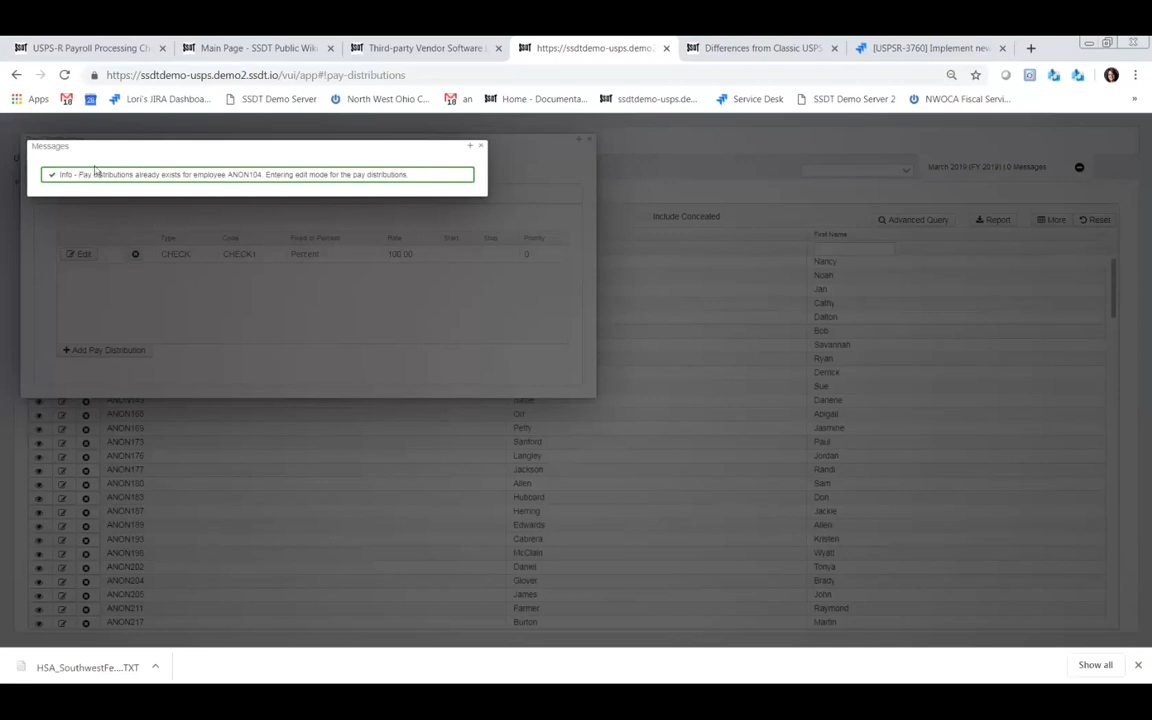 USPS-R Payroll Processing Ch
Main Page - SSDT Public Wiki
Third-party Vendor Software L
https://ssdtdemo-usps.demo2.
Differences from Classic USPS
[USPSR-3760] Implement new
https://ssdtdemo-usps.demo2.ssdt.io/vui/app#!pay-distributions
Apps
Lori's JIRA Dashboa...
SSDT Demo Server
North West Ohio C...
an
Home - Documenta...
ssdtdemo-usps.de...
Service Desk
SSDT Demo Server 2
NWOCA Fiscal Servi...
Messages
Info - Pay distributions already exists for employee ANON104. Entering edit mode for the pay distributions.
March 2019 (FY 2019) | 0 Messages
Include Concealed
Advanced Query
Report
More
Reset
Type Code Fixed or Percent Rate Start Stop Priority
Edit CHECK CHECK1 Percent 100.00 0
Add Pay Distribution
First Name
Nancy
Noah
Jan
Cathy
Dalton
Bob
Savannah
Ryan
Derrick
Sue
Darlene
ANON165 Orr Abigail
ANON169 Petty Jasmine
ANON173 Sanford Paul
ANON176 Langley Jordan
ANON177 Jackson Randi
ANON180 Allen Sam
ANON183 Hubbard Don
ANON187 Herring Jackie
ANON189 Edwards Allen
ANON193 Cabrera Kristen
ANON198 McClain Wyatt
ANON202 Daniel Tonya
ANON204 Glover Brady
ANON205 James John
ANON211 Farmer Raymond
ANON217 Burton Martin
HSA_SouthwestFe....TXT
Show all